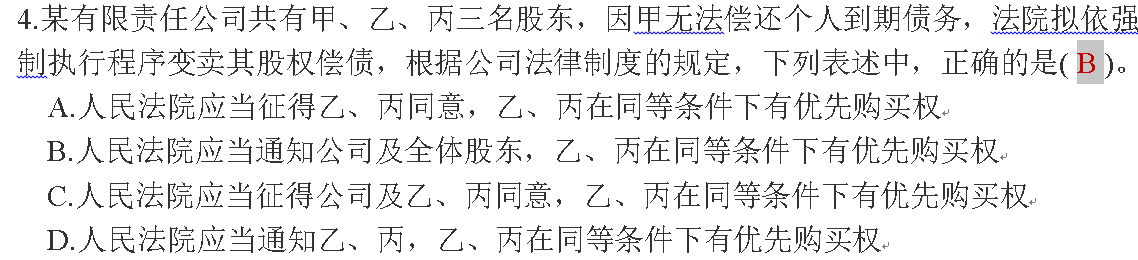 4.某有限责任公司共有甲、乙、丙三名股东，因甲无法偿还个人到期债务，法院拟依强
制执行程序变卖其股权偿债，根据公司法律制度的规定，下列表述中，正确的是( B )。
A.人民法院应当征得乙、丙同意，乙、丙在同等条件下有优先购买权
B.人民法院应当通知公司及全体股东，乙、丙在同等条件下有优先购买权
C.人民法院应当征得公司及乙、丙同意，乙、丙在同等条件下有优先购买权
D.人民法院应当通知乙、丙，乙、丙在同等条件下有优先购买权